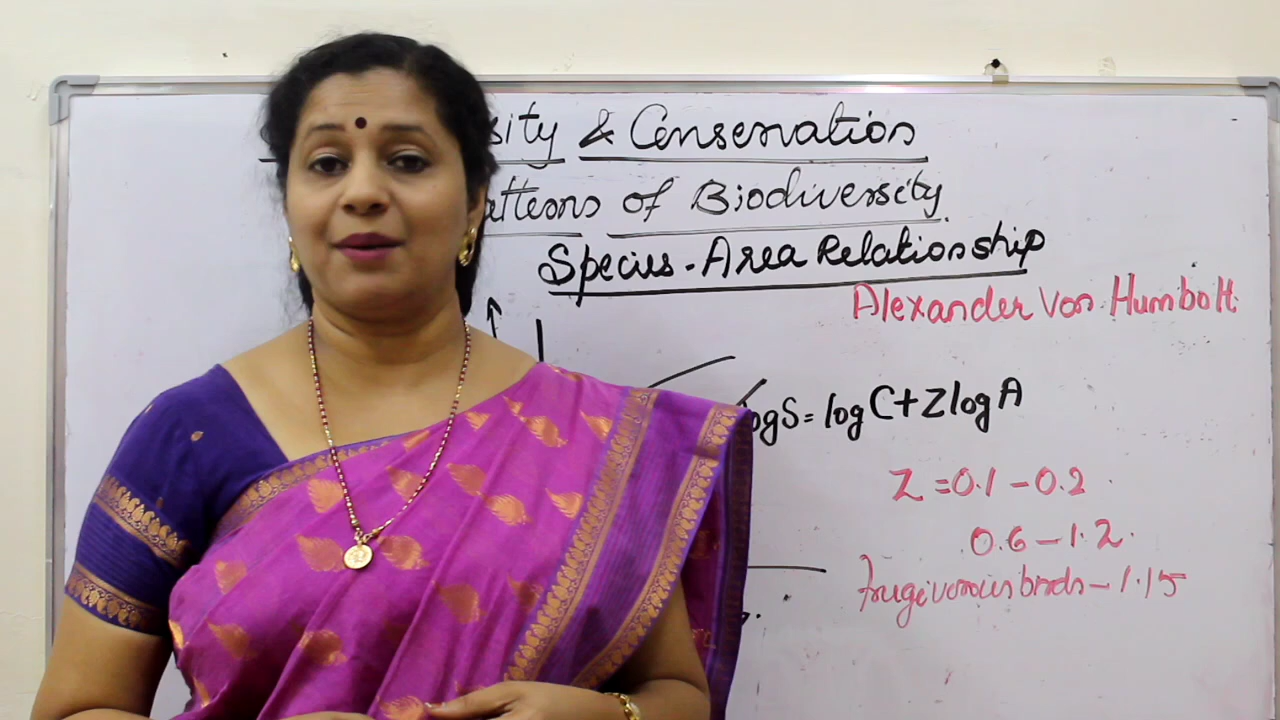 sity & Conservation
atterns of Biodiversity
Species-Area Relationship
Alexander Von Humbolt
logS = log C + Z log A
Z = 0.1 - 0.2
0.6 - 1.2
frugivorous birds - 1.15